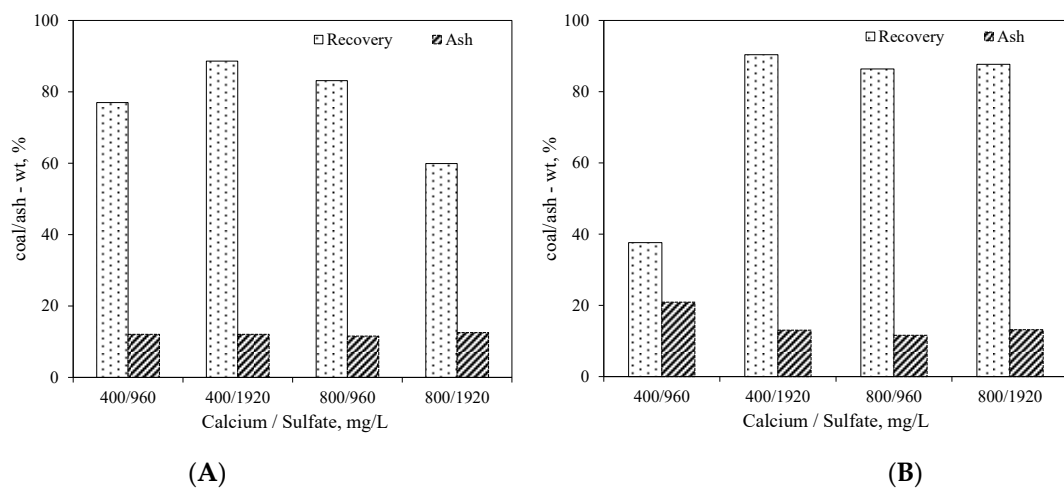 100
80
60
40
20
0
coal/ash - wt, %
Recovery Ash
400/960 400/1920 800/960 800/1920
Calcium / Sulfate, mg/L
(A)
100
80
60
40
20
0
coal/ash - wt, %
Recovery Ash
400/960 400/1920 800/960 800/1920
Calcium / Sulfate, mg/L
(B)